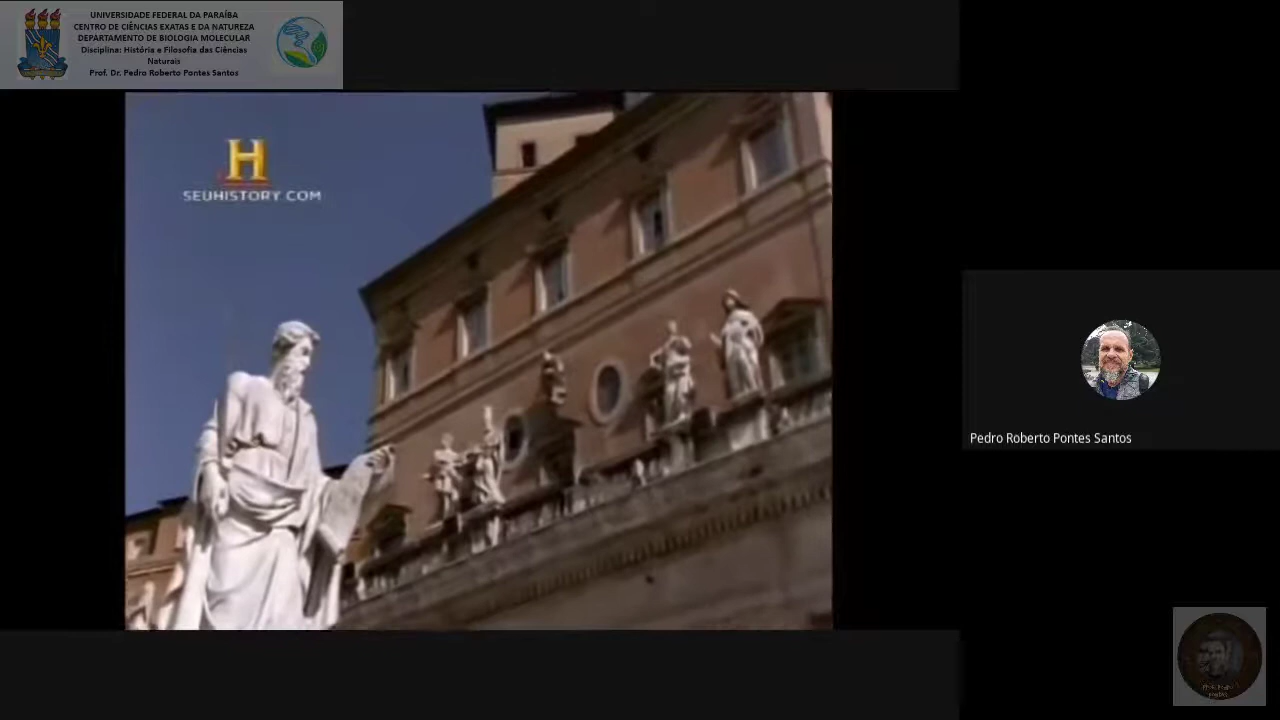 UNIVERSIDADE FEDERAL DA PARAÍBA
CENTRO DE CIÊNCIAS EXATAS E DA NATUREZA
DEPARTAMENTO DE BIOLOGIA MOLECULAR
Disciplina: História e Filosofia das Ciências
Naturais
Prof. Dr. Pedro Roberto Pontes Santos
H
SEUHISTORY.COM
Pedro Roberto Pontes Santos